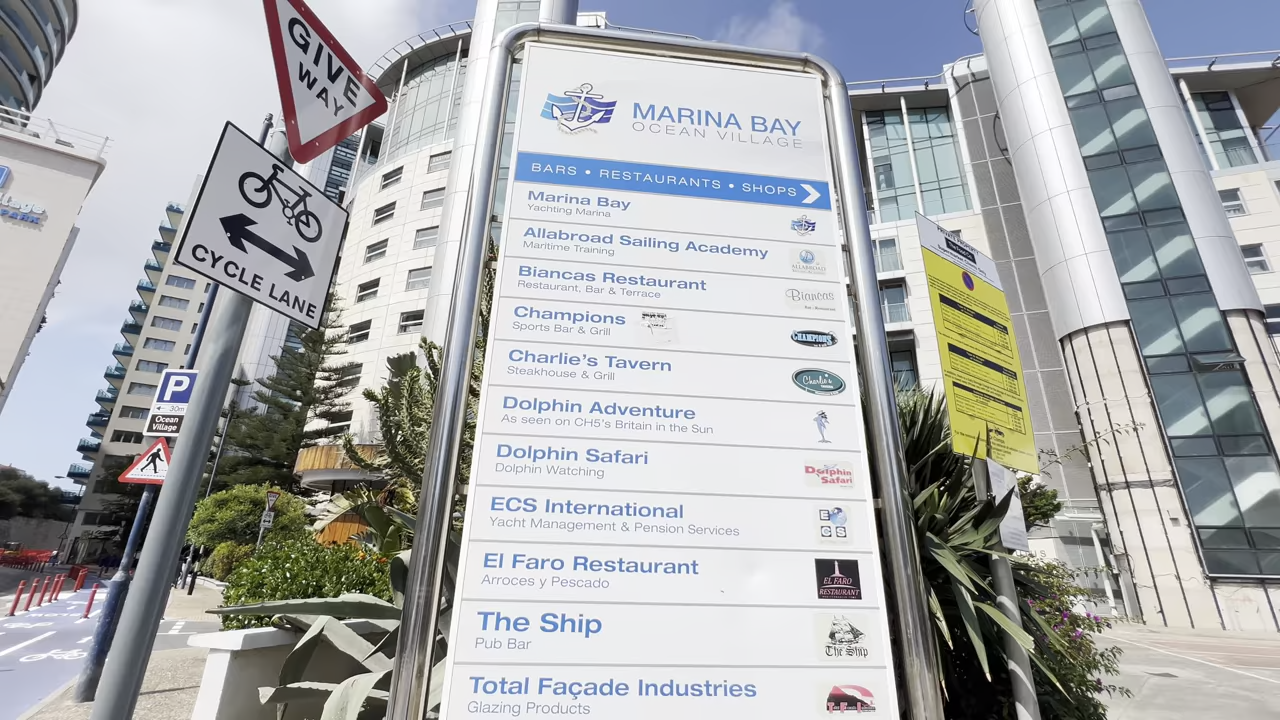 GIVE
WAY
CYCLE LANE
P
30m
Ocean
Village
MARINA BAY
OCEAN VILLAGE
BARS • RESTAURANTS • SHOPS
Marina Bay
Yachting Marina
Allabroad Sailing Academy
Maritime Training
ALLABROAD
Biancas Restaurant
Restaurant, Bar & Terrace
Biancas
Champions
Sports Bar & Grill
CHAMPIONS
Charlie's Tavern
Steakhouse & Grill
Charlie's
Dolphin Adventure
As seen on CH5's Britain in the Sun
Dolphin Safari
Dolphin Watching
Dolphin
Safari
ECS International
Yacht Management & Pension Services
E
C S
El Faro Restaurant
Arroces y Pescado
EL FARO
RESTAURANT
The Ship
Pub Bar
The Ship
Total Façade Industries
Glazing Products